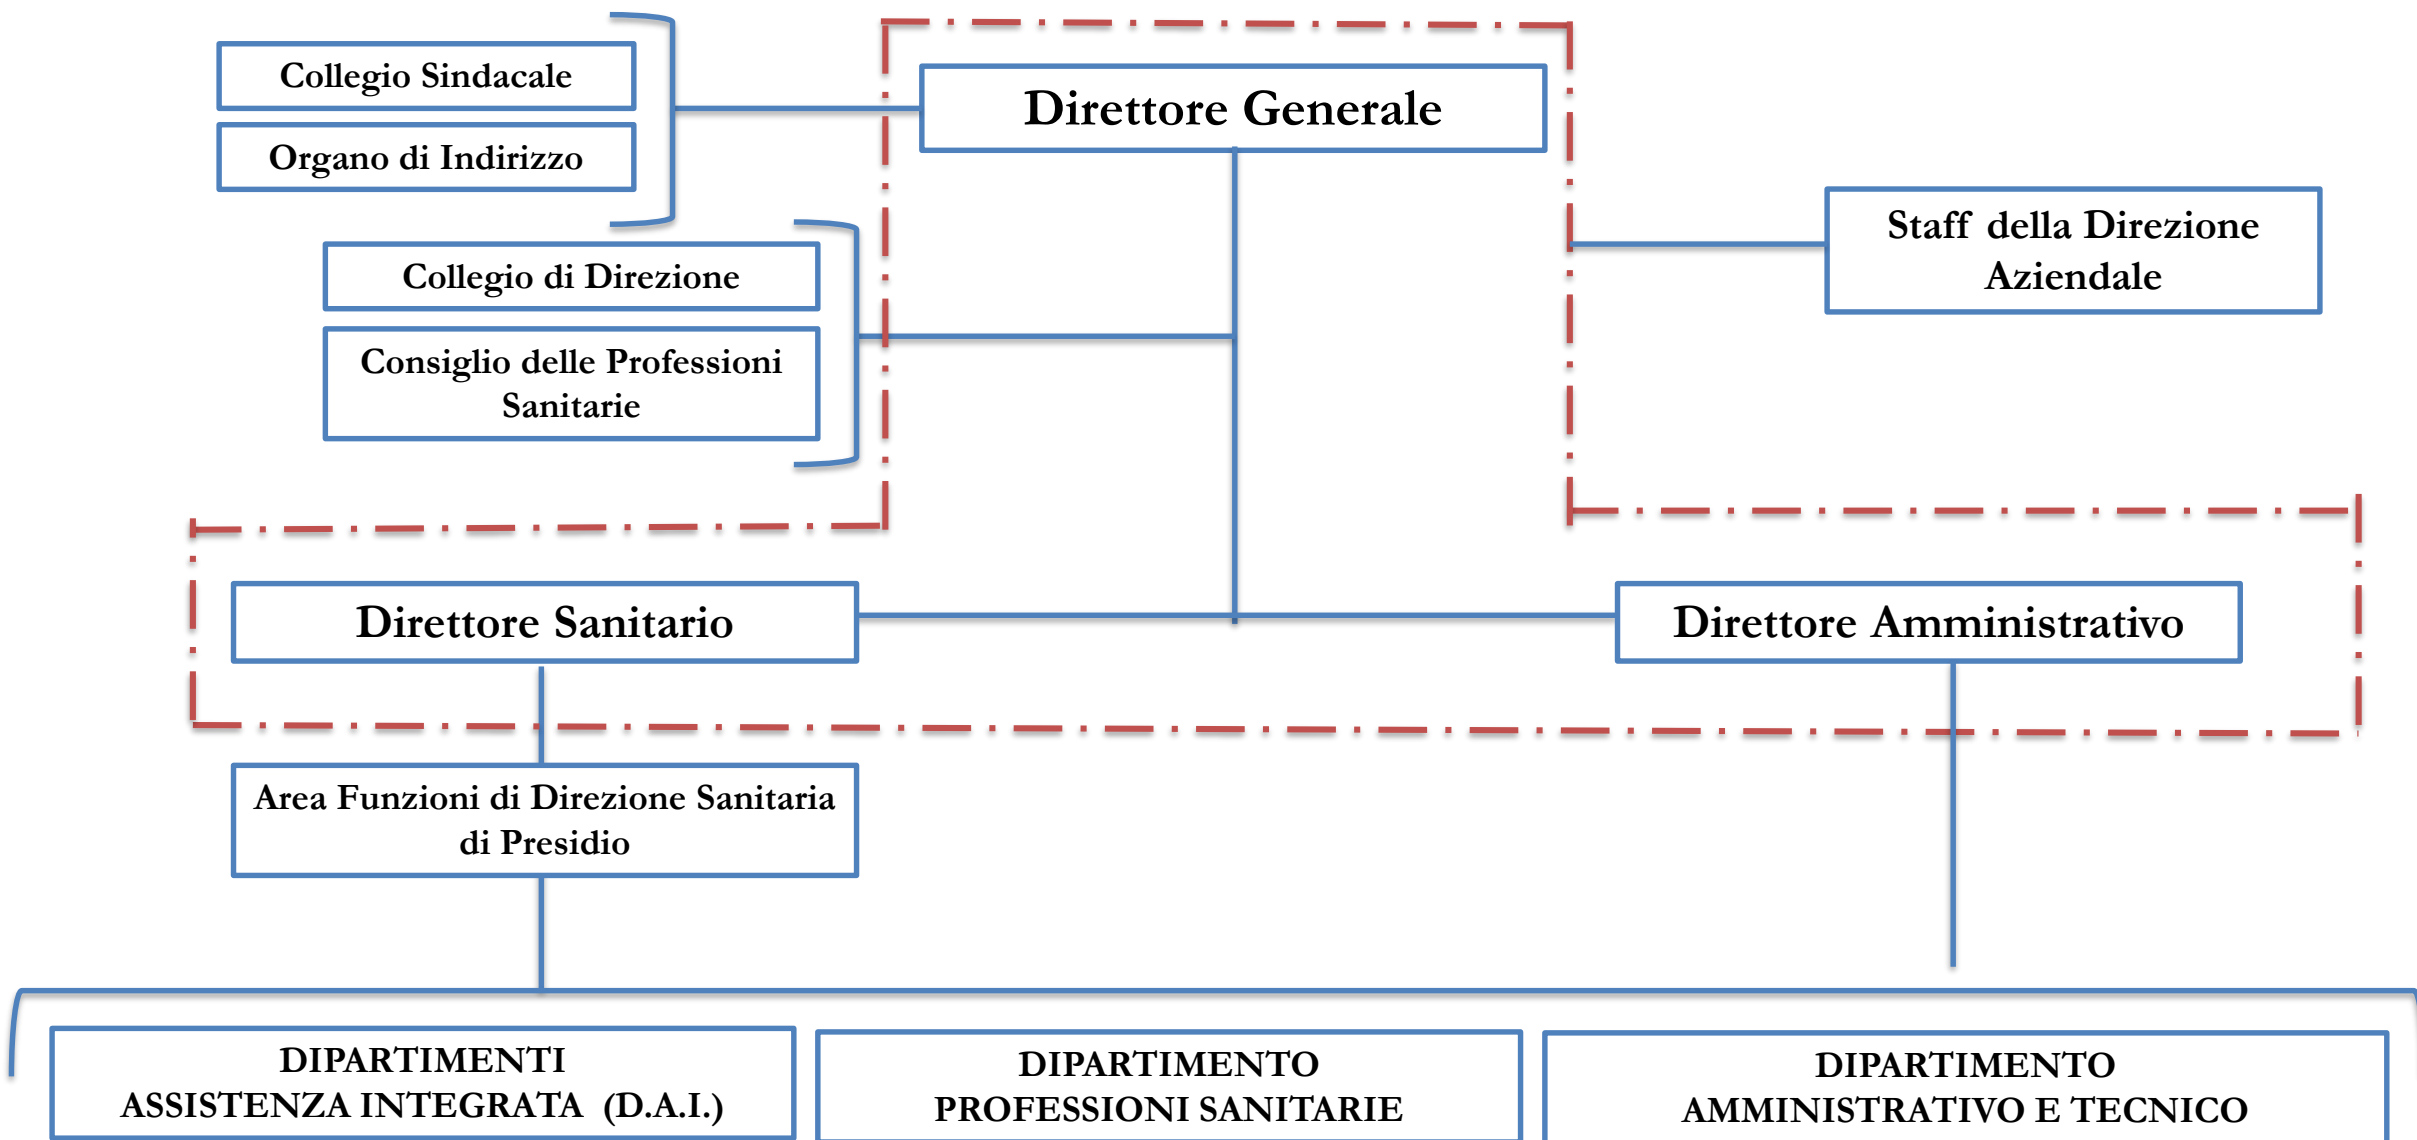 Collegio Sindacale
Direttore Generale
Organo di Indirizzo
Staff della Direzione
Aziendale
Collegio di Direzione
Consiglio delle Professioni
Sanitarie
Direttore Sanitario
Direttore Amministrativo
Area Funzioni di Direzione Sanitaria
di Presidio
DIPARTIMENTI
ASSISTENZA INTEGRATA (D.A.I.)
DIPARTIMENTO
PROFESSIONI SANITARIE
DIPARTIMENTO
AMMINISTRATIVO E TECNICO